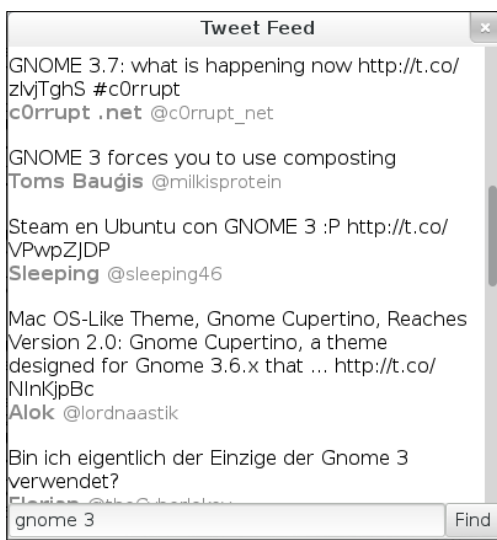 Tweet Feed
x
GNOME 3.7: what is happening now http://t.co/
zIvjTghS #c0rrupt
c0rrupt .net @c0rrupt_net
GNOME 3 forces you to use composting
Toms Bauģis @milkisprotein
Steam en Ubuntu con GNOME 3 :P http://t.co/
VPwpZJDP
Sleeping @sleeping46
Mac OS-Like Theme, Gnome Cupertino, Reaches
Version 2.0: Gnome Cupertino, a theme
designed for Gnome 3.6.x that ... http://t.co/
NInKjpBc
Alok @lordnaastik
Bin ich eigentlich der Einzige der Gnome 3
verwendet?
Florian
gnome 3
Find